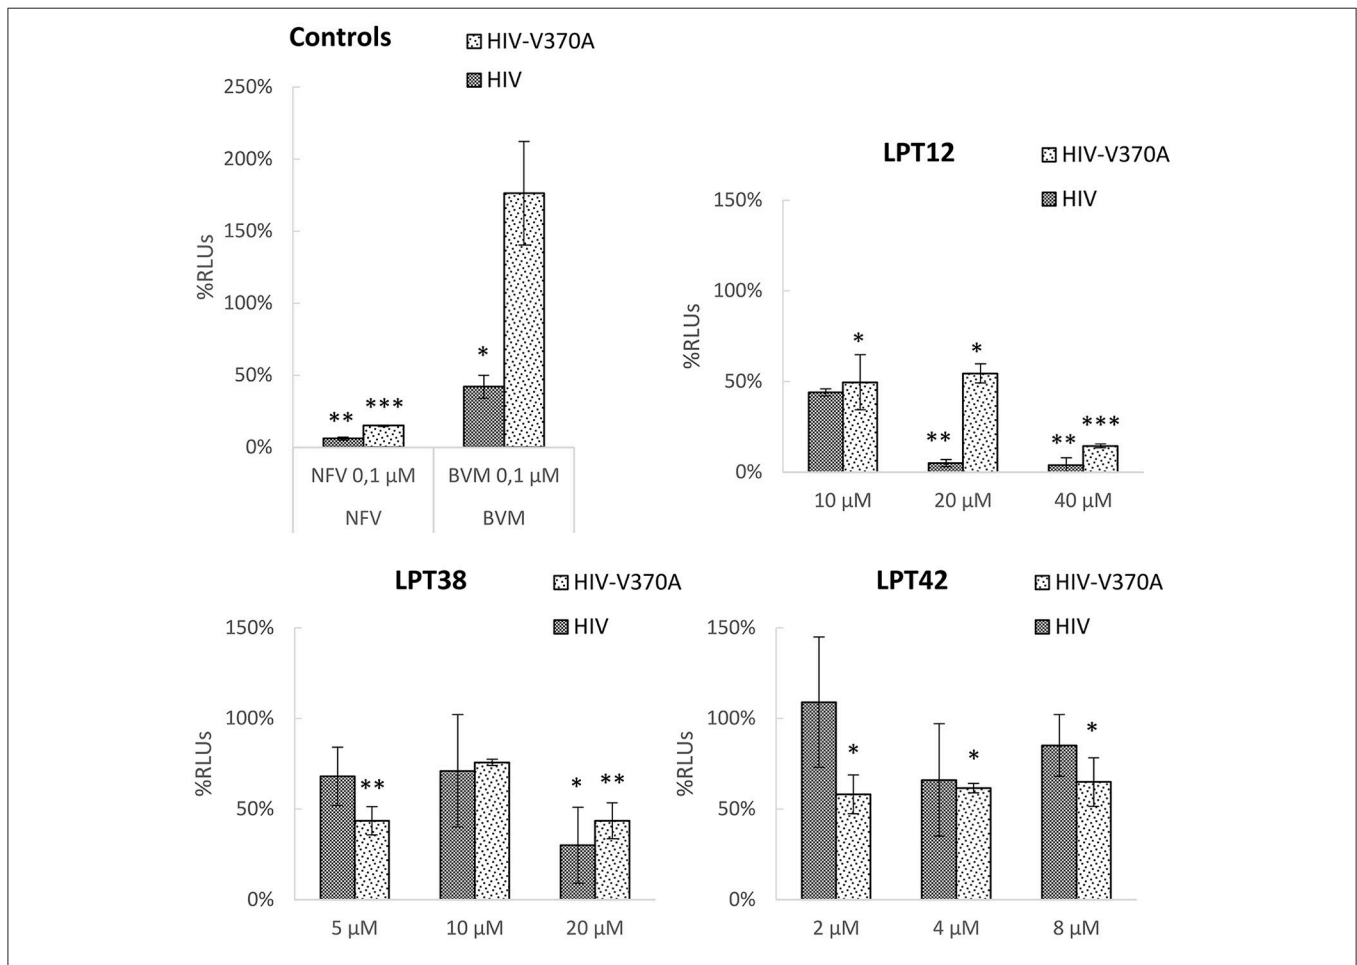 Controls
HIV-V370A
HIV
250%
200%
150%
100%
50%
0%
%RLUs
*
** ***
NFV 0,1 µM BVM 0,1 µM
NFV BVM
LPT12
HIV-V370A
HIV
150%
100%
50%
0%
%RLUs
* *
** ** ***
10 µM 20 µM 40 µM
LPT38
HIV-V370A
HIV
150%
100%
50%
0%
%RLUs
** * **
5 µM 10 µM 20 µM
LPT42
HIV-V370A
HIV
150%
100%
50%
0%
%RLUs
* * *
2 µM 4 µM 8 µM